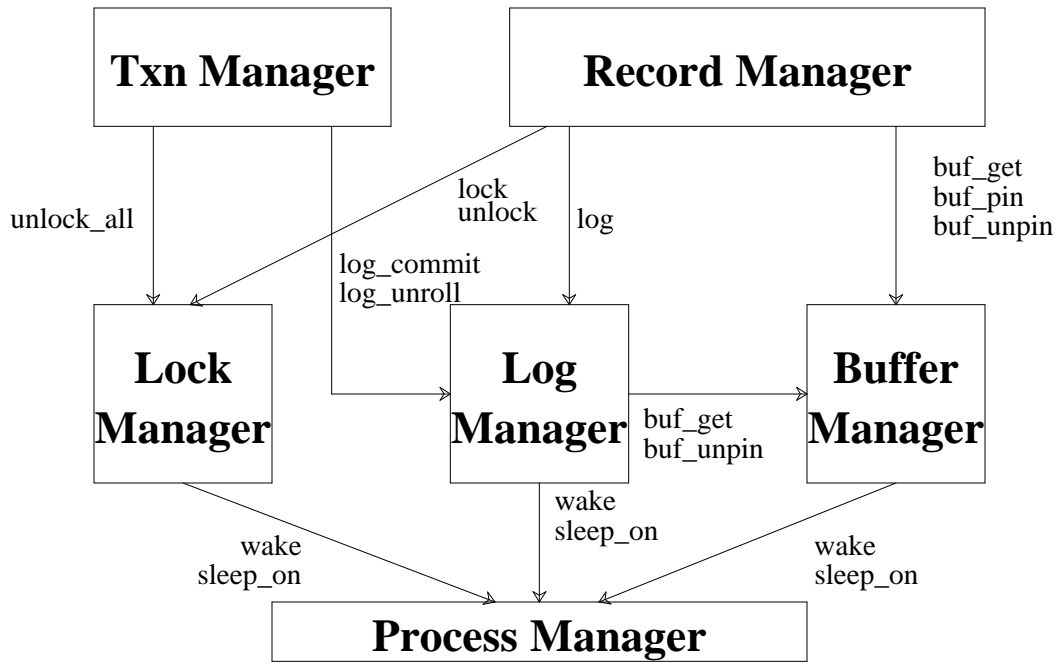 Txn Manager
Record Manager
unlock_all
lock
unlock
log
buf_get
buf_pin
buf_unpin
log_commit
log_unroll
Lock
Manager
Log
Manager
Buffer
Manager
buf_get
buf_unpin
wake
sleep_on
wake
sleep_on
wake
sleep_on
Process Manager